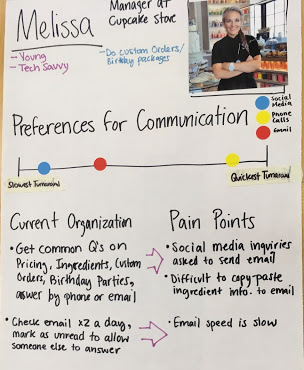 Melissa
Manager at
Cupcake store
-- Young
- Tech Savvy
- Do custom Orders/
Birthday packages
Social
Media
Phone
Calls
Email
Preferences for Communication
Slowest Turnaround
Quickest Turnaround
Current Organization
• Get common Q's on
Pricing, Ingredients, Custom
Orders, Birthday Parties,
answer by phone or email
• Check email x2 a day,
mark as unread to allow
someone else to answer
Pain Points
• Social media inquiries
asked to send email
• Difficult to copy-paste
ingredient info. to email
• Email speed is slow